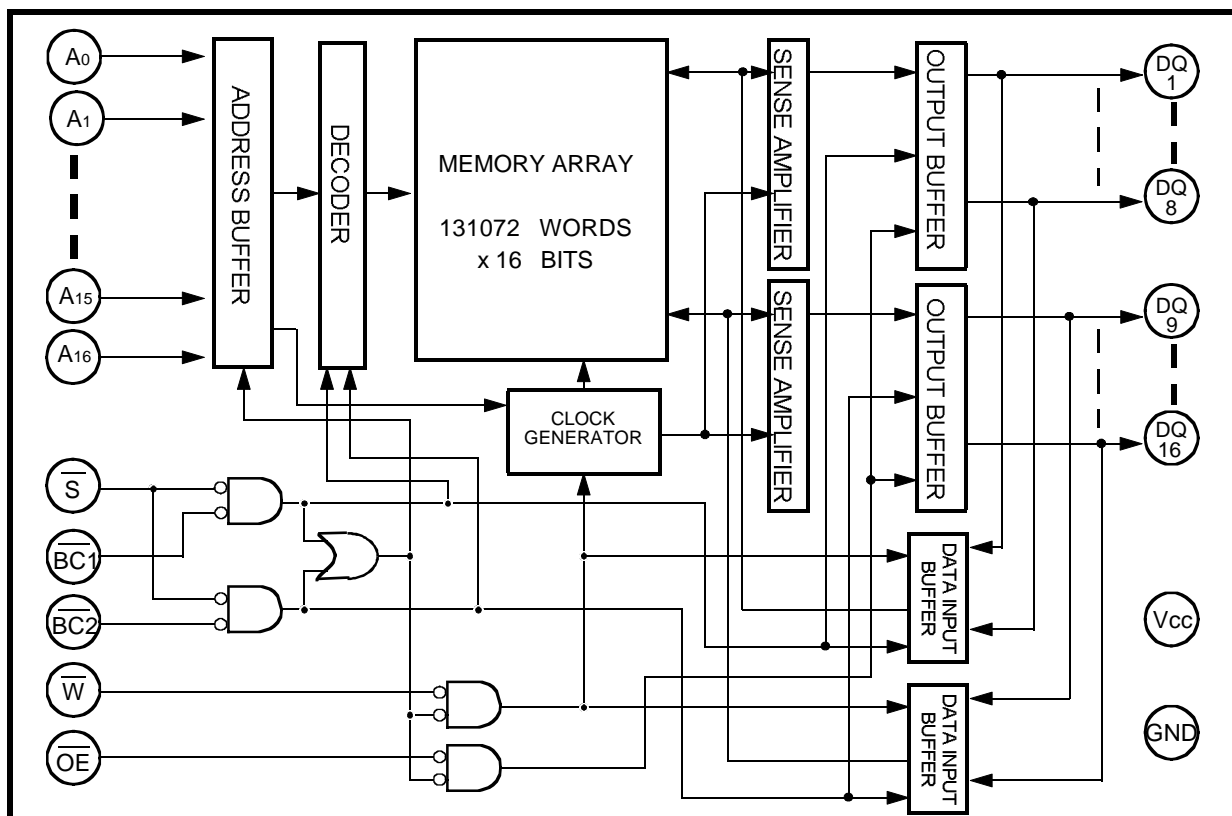 A0
A1
A15
A16
S
BC1
BC2
W
OE
ADDRESS BUFFER
DECODER
MEMORY ARRAY
131072 WORDS
x 16 BITS
CLOCK
GENERATOR
SENSE AMPLIFIER
SENSE AMPLIFIER
OUTPUT BUFFER
OUTPUT BUFFER
DATA INPUT
BUFFER
DATA INPUT
BUFFER
DQ
1
DQ
8
DQ
9
DQ
16
Vcc
GND